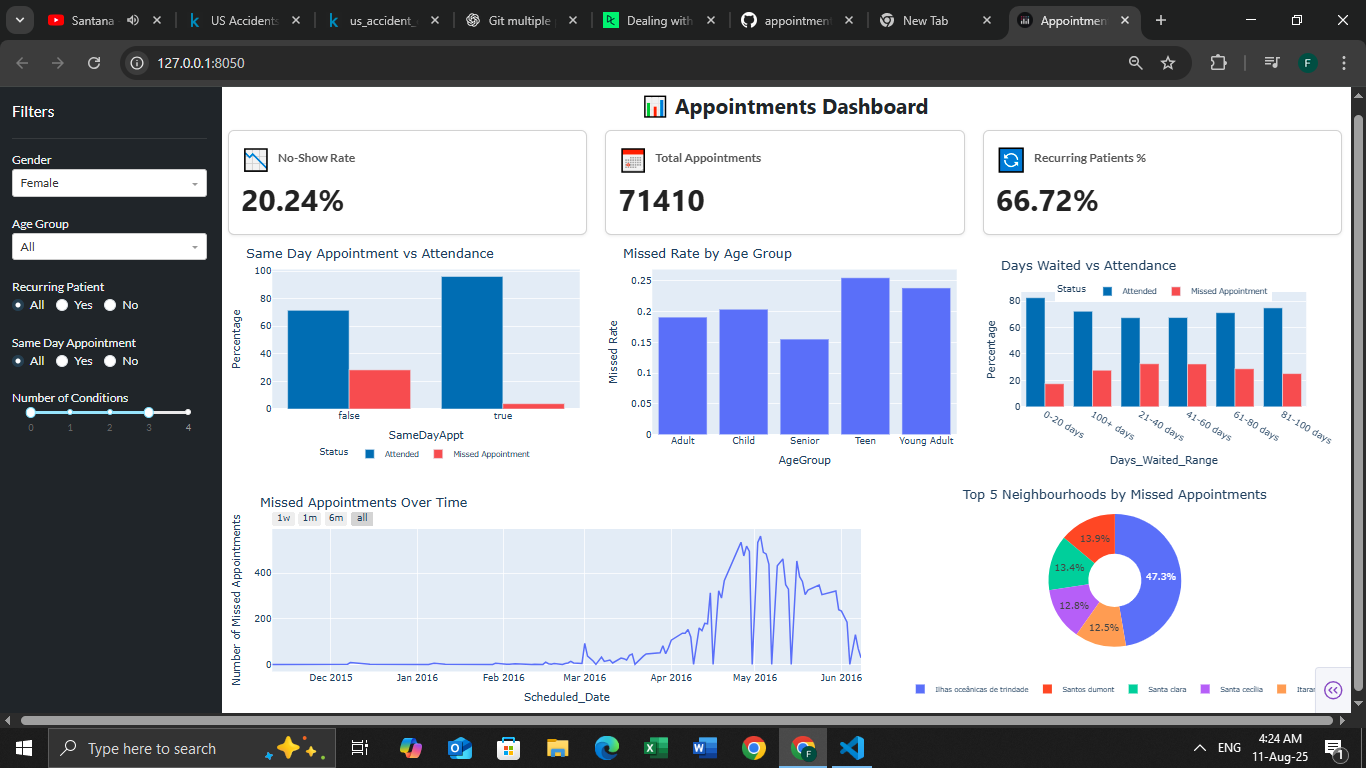 Santana
US Accidents
us_accident_
Git multiple
Dealing with
appointment
New Tab
Appointmen
127.0.0.1:8050
F
Filters
Gender
Female
Age Group
All
Recurring Patient
All Yes No
Same Day Appointment
All Yes No
Number of Conditions
0 1 2 3 4
Appointments Dashboard
No-Show Rate
20.24%
Total Appointments
71410
Recurring Patients %
66.72%
Same Day Appointment vs Attendance
Percentage
100
80
60
40
20
0
false true
SameDayAppt
Status Attended Missed Appointment
Missed Rate by Age Group
Missed Rate
0.25
0.2
0.15
0.1
0.05
0
Adult Child Senior Teen Young Adult
AgeGroup
Days Waited vs Attendance
Status Attended Missed Appointment
Percentage
80
60
40
20
0
0-20 days 100+ days 21-40 days 41-60 days 61-80 days 81-100 days
Days_Waited_Range
Missed Appointments Over Time
1w 1m 6m all
Number of Missed Appointments
400
200
0
Dec 2015 Jan 2016 Feb 2016 Mar 2016 Apr 2016 May 2016 Jun 2016
Scheduled_Date
Top 5 Neighbourhoods by Missed Appointments
13.9%
47.3%
13.4%
12.8%
12.5%
Ilhas oceânicas de trindade Santos dumont Santa clara Santa cecília Itarar
Type here to search
ENG
4:24 AM
11-Aug-25
1